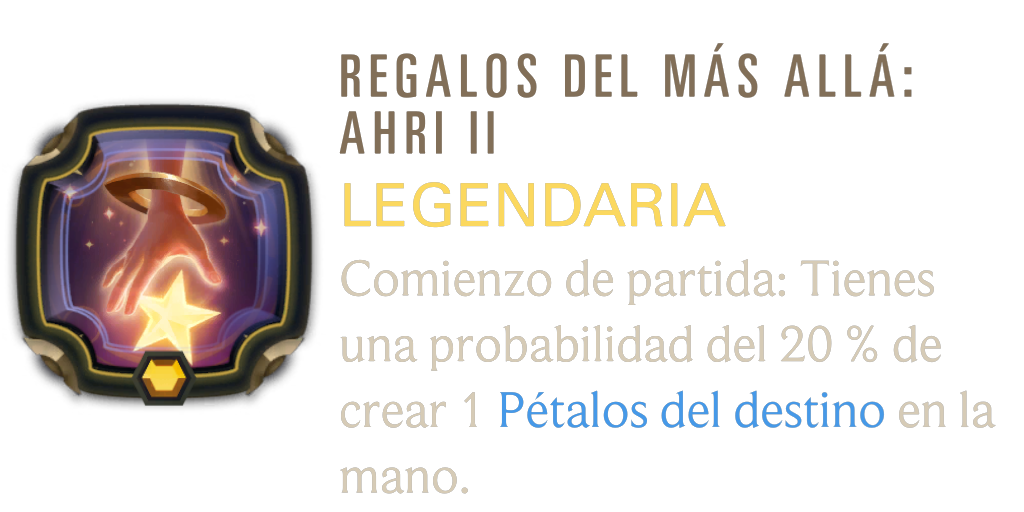 REGALOS DEL MÁS ALLÁ:
AHRI II
LEGENDARIA
Comienzo de partida: Tienes
una probabilidad del 20 % de
crear 1 Pétalos del destino en la
mano.